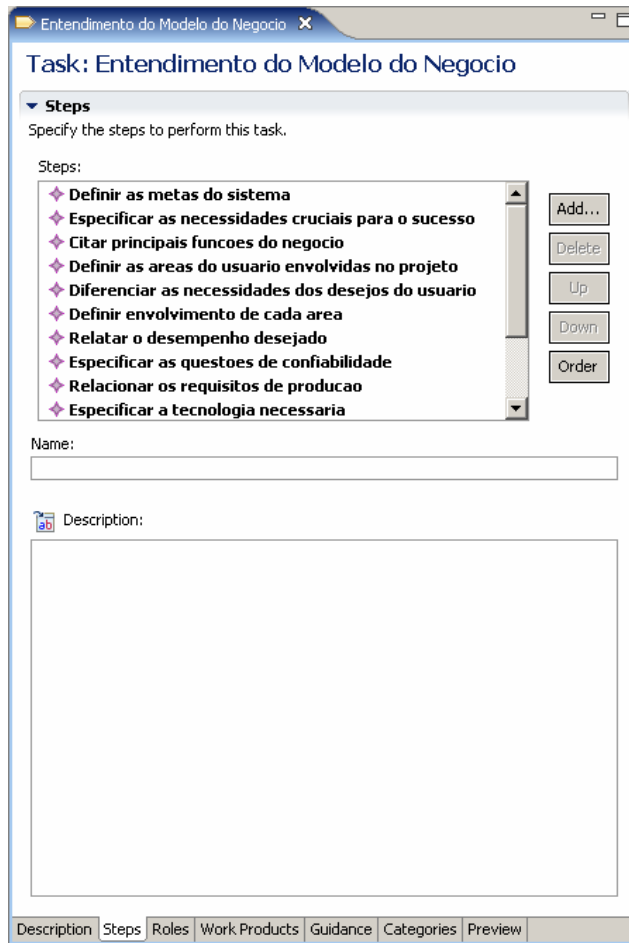 Entendimento do Modelo do Negocio
Task: Entendimento do Modelo do Negocio
Steps
Specify the steps to perform this task.
Steps:
Definir as metas do sistema
Especificar as necessidades cruciais para o sucesso
Citar principais funcoes do negocio
Definir as areas do usuario envolvidas no projeto
Diferenciar as necessidades dos desejos do usuario
Definir envolvimento de cada area
Relatar o desempenho desejado
Especificar as questoes de confiabilidade
Relacionar os requisitos de producao
Especificar a tecnologia necessaria
Add...
Delete
Up
Down
Order
Name:
ab Description:
Description Steps Roles Work Products Guidance Categories Preview